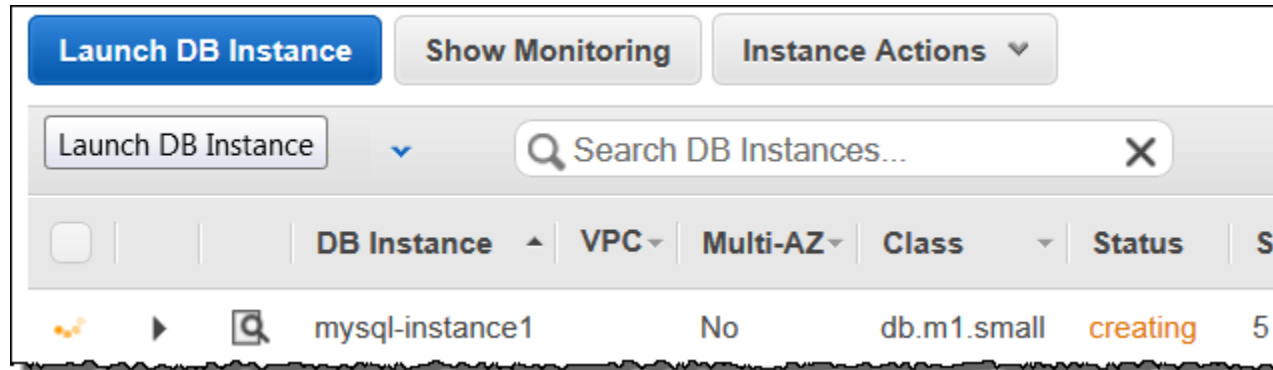 Launch DB Instance Show Monitoring Instance Actions
Launch DB Instance Search DB Instances...
DB Instance VPC Multi-AZ Class Status S
mysql-instance1 No db.m1.small creating 5